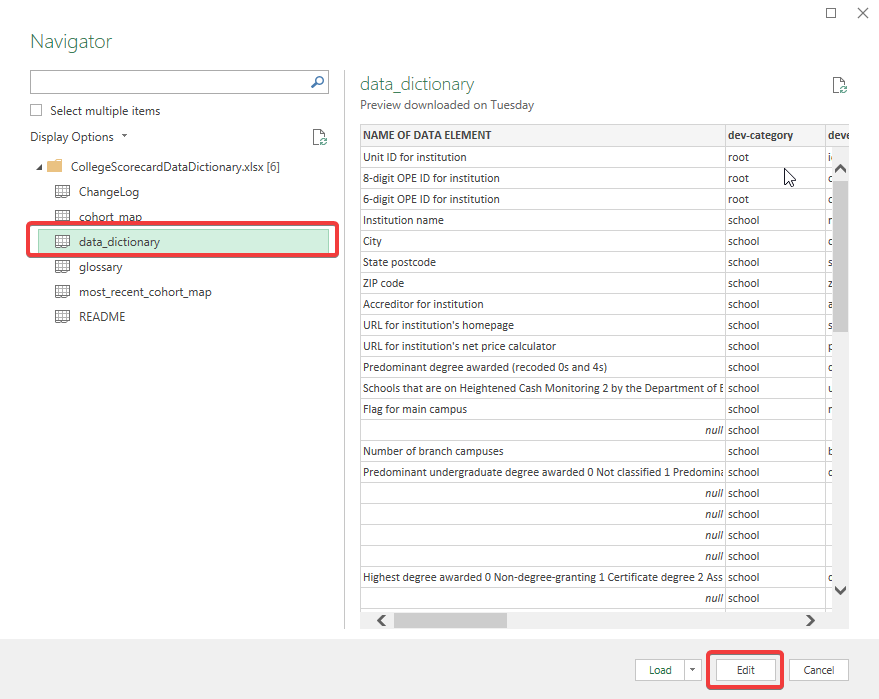 Navigator
Select multiple items
Display Options
CollegeScorecardDataDictionary.xlsx [6]
ChangeLog
cohort_map
data_dictionary
glossary
most_recent_cohort_map
README
data_dictionary
Preview downloaded on Tuesday
NAME OF DATA ELEMENT dev-category deve
Unit ID for institution root
8-digit OPE ID for institution root
6-digit OPE ID for institution root
Institution name school
City school
State postcode school
ZIP code school
Accreditor for institution school
URL for institution's homepage school
URL for institution's net price calculator school
Predominant degree awarded (recoded 0s and 4s) school
Schools that are on Heightened Cash Monitoring 2 by the Department of E school
Flag for main campus school
null school
Number of branch campuses school
Predominant undergraduate degree awarded 0 Not classified 1 Predomina school
null school
null school
null school
null school
Highest degree awarded 0 Non-degree-granting 1 Certificate degree 2 Ass school
null school
Load Edit Cancel